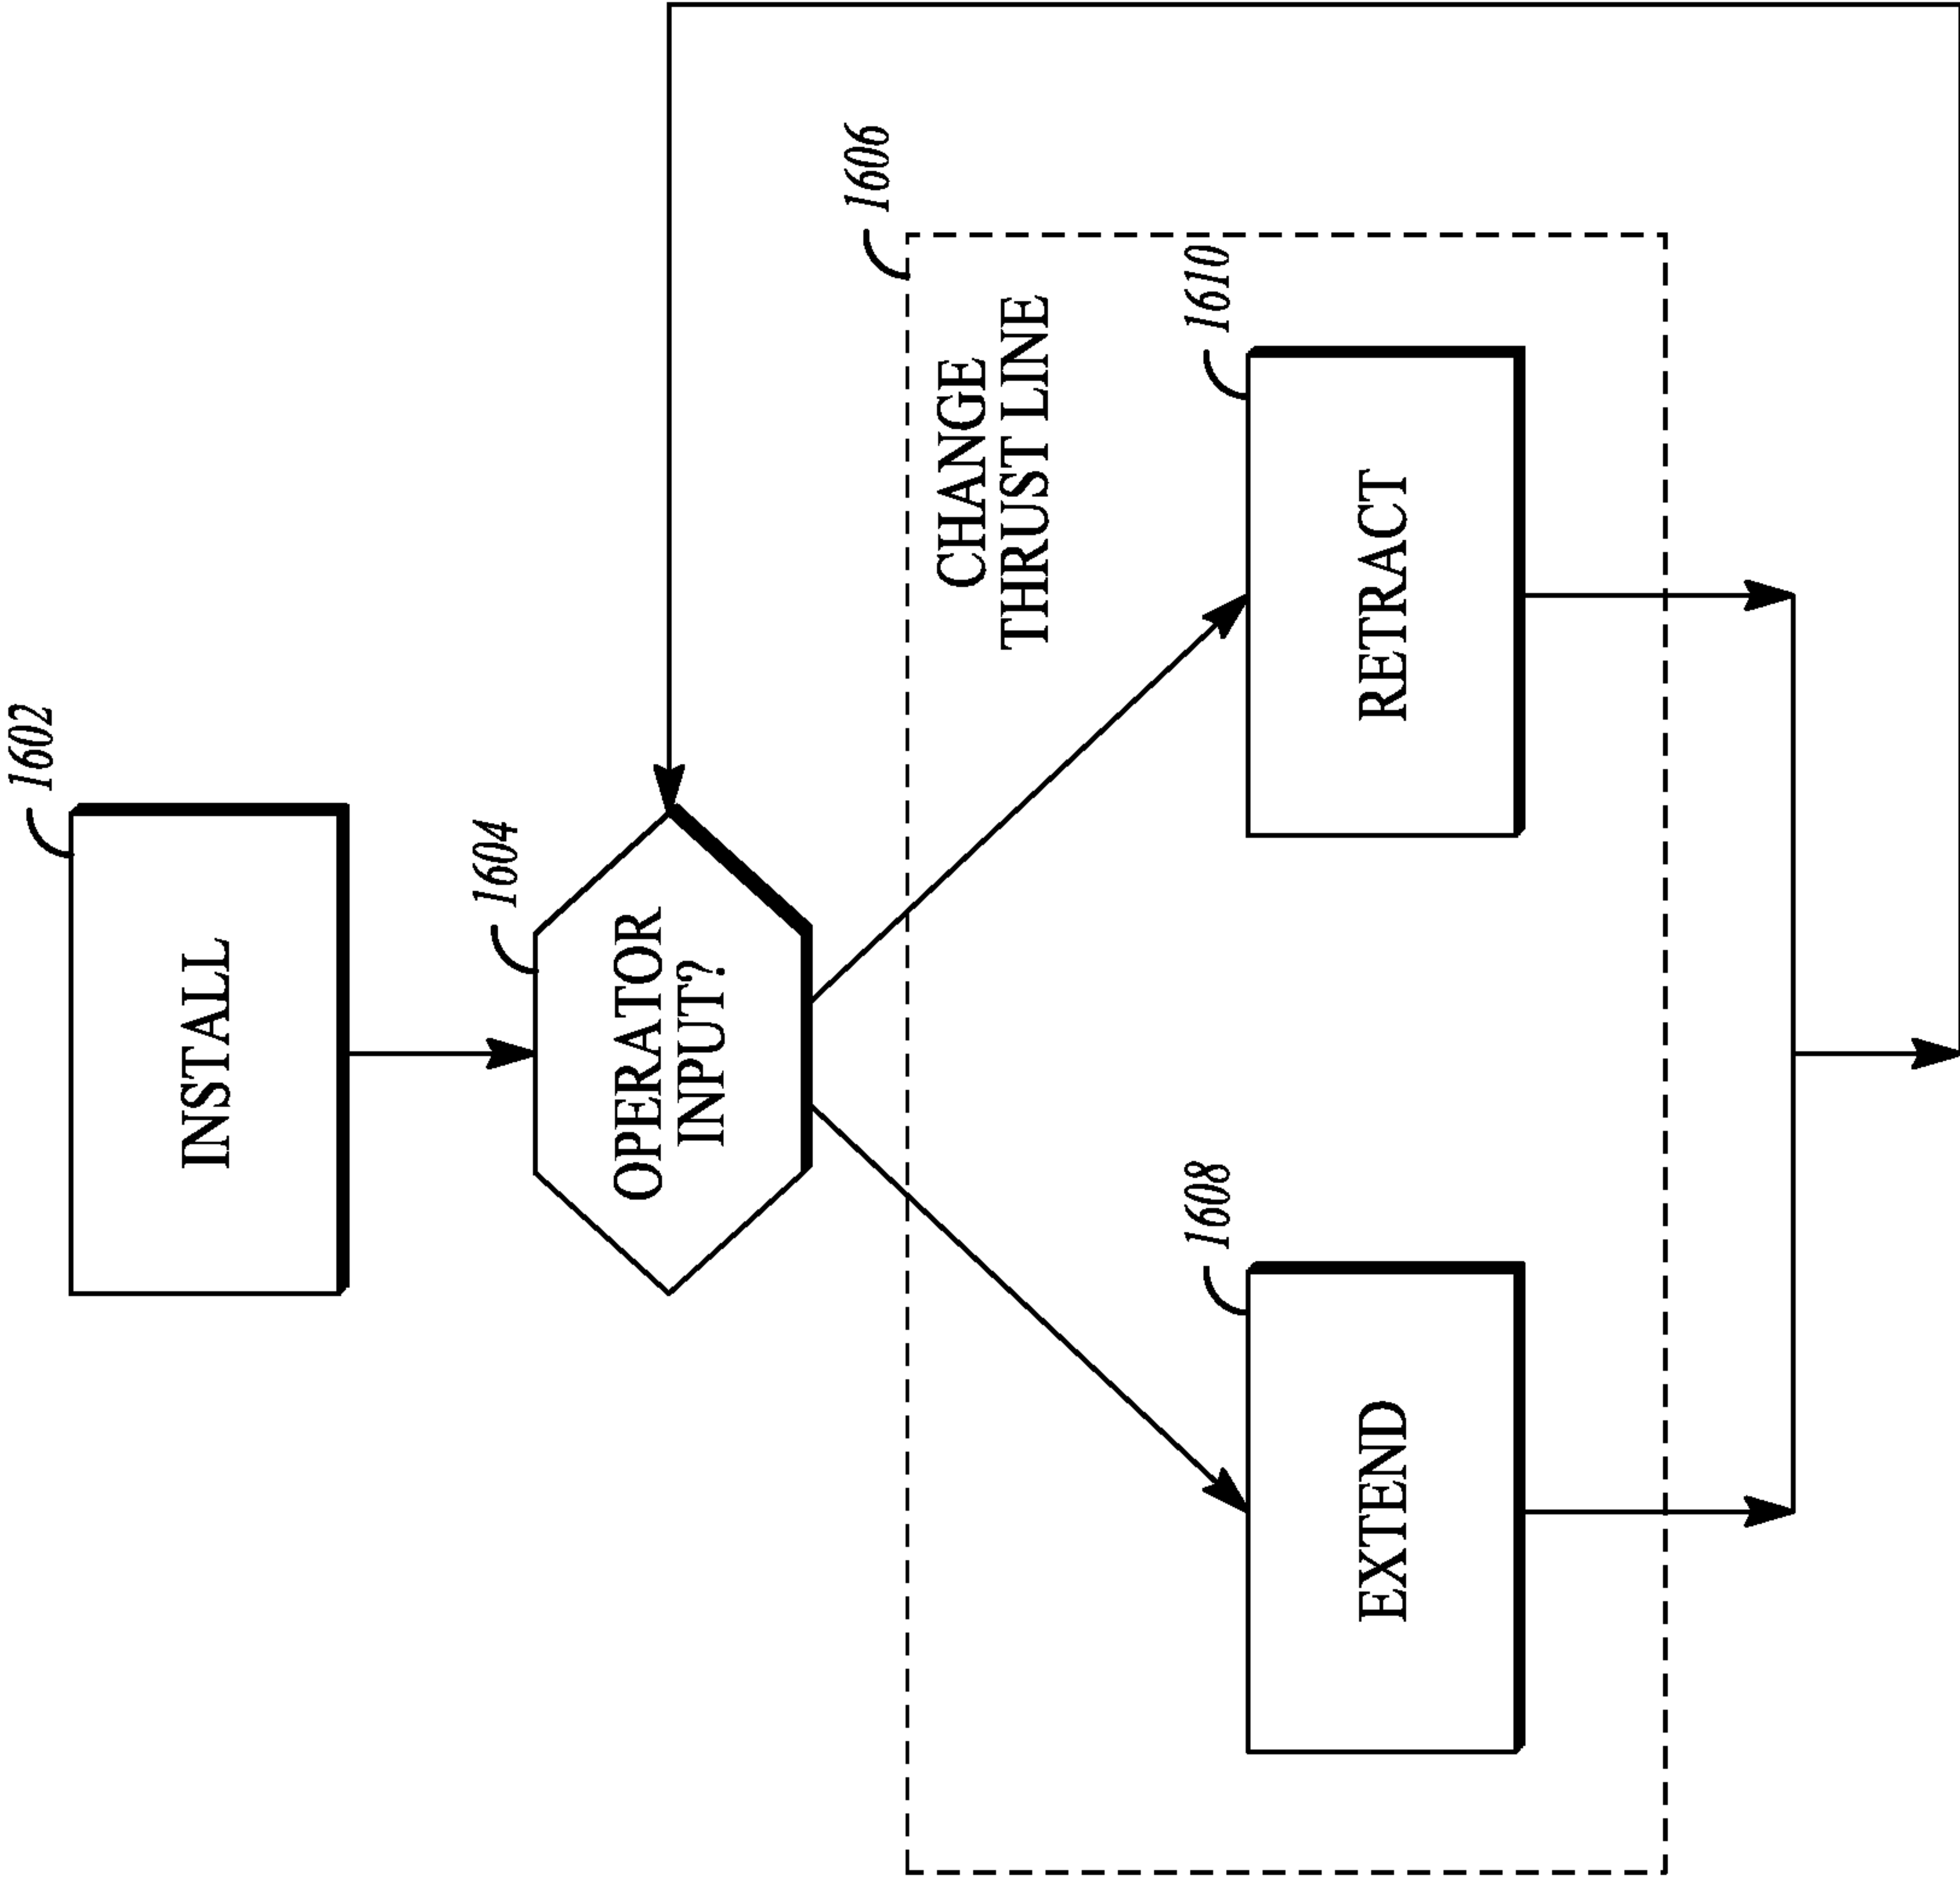 1602
INSTALL
1604
OPERATOR
INPUT?
1606
CHANGE
THRUST LINE
1608
EXTEND
1610
RETRACT